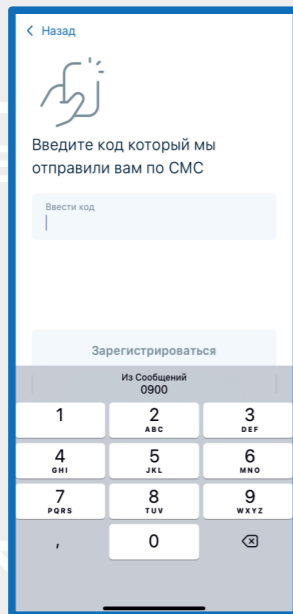 Назад
Введите код который мы
отправили вам по СМС
Ввести код
Зарегистрироваться
Из Сообщений
0900
1
2
ABC
3
DEF
4
GHI
5
JKL
6
MNO
7
PQRS
8
TUV
9
WXYZ
,
0